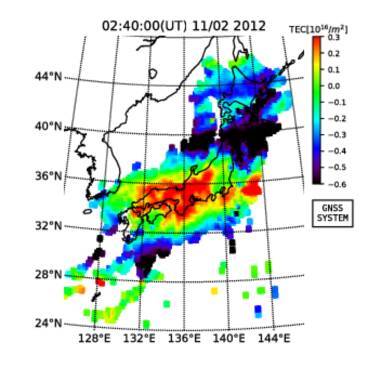 02:40:00(UT) 11/02 2012
TEC[10¹⁶/m²]
0.3
0.2
0.1
0.0
−0.1
−0.2
−0.3
−0.4
−0.5
−0.6
GNSS
SYSTEM
44°N
40°N
36°N
32°N
28°N
24°N
128°E 132°E 136°E 140°E 144°E